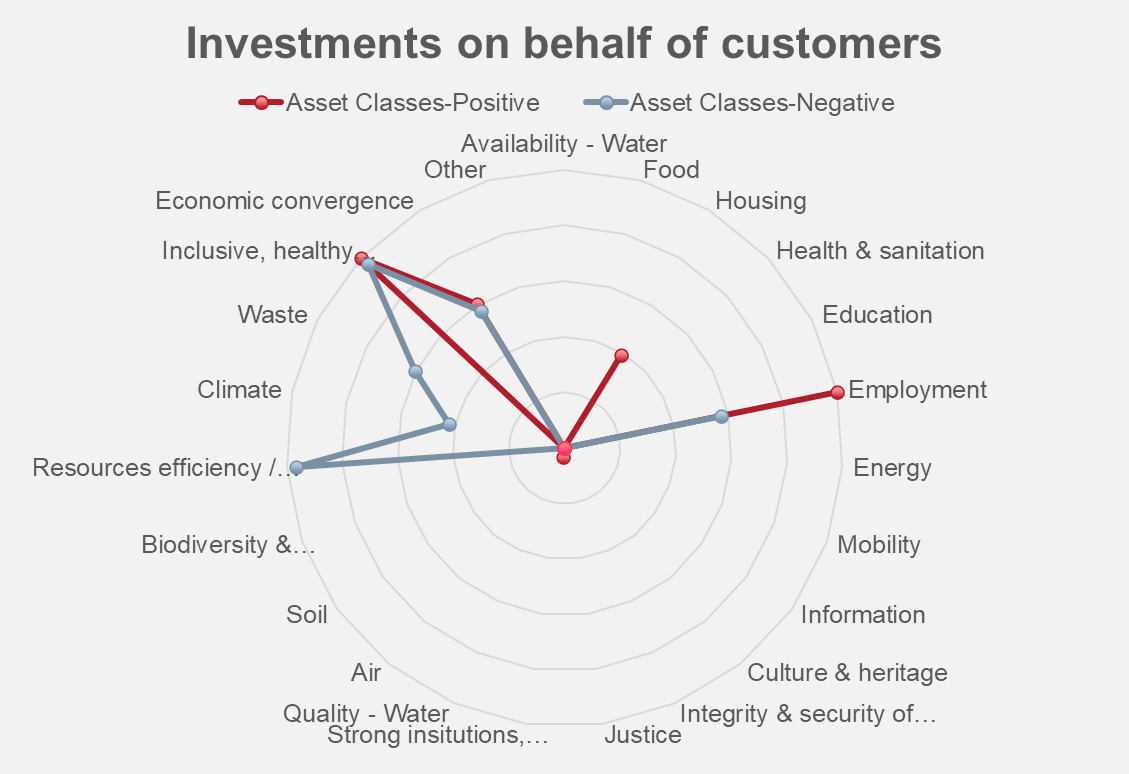 Investments on behalf of customers
Asset Classes-Positive
Asset Classes-Negative
Availability - Water
Food
Housing
Health & sanitation
Education
Employment
Energy
Mobility
Information
Culture & heritage
Integrity & security of…
Justice
Strong insitutions,…
Quality - Water
Air
Soil
Biodiversity &…
Resources efficiency /…
Climate
Waste
Inclusive, healthy…
Economic convergence
Other